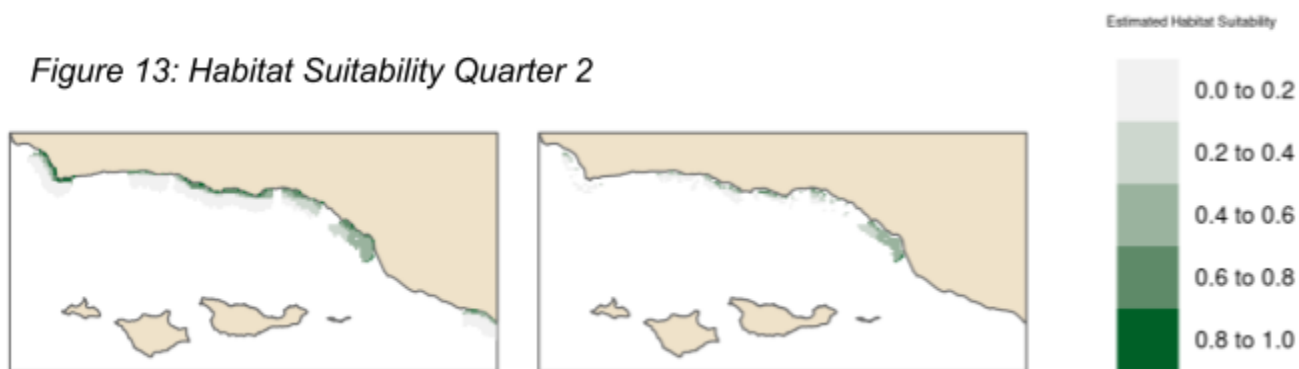 Estimated Habitat Suitability
Figure 13: Habitat Suitability Quarter 2
0.0 to 0.2
0.2 to 0.4
0.4 to 0.6
0.6 to 0.8
0.8 to 1.0